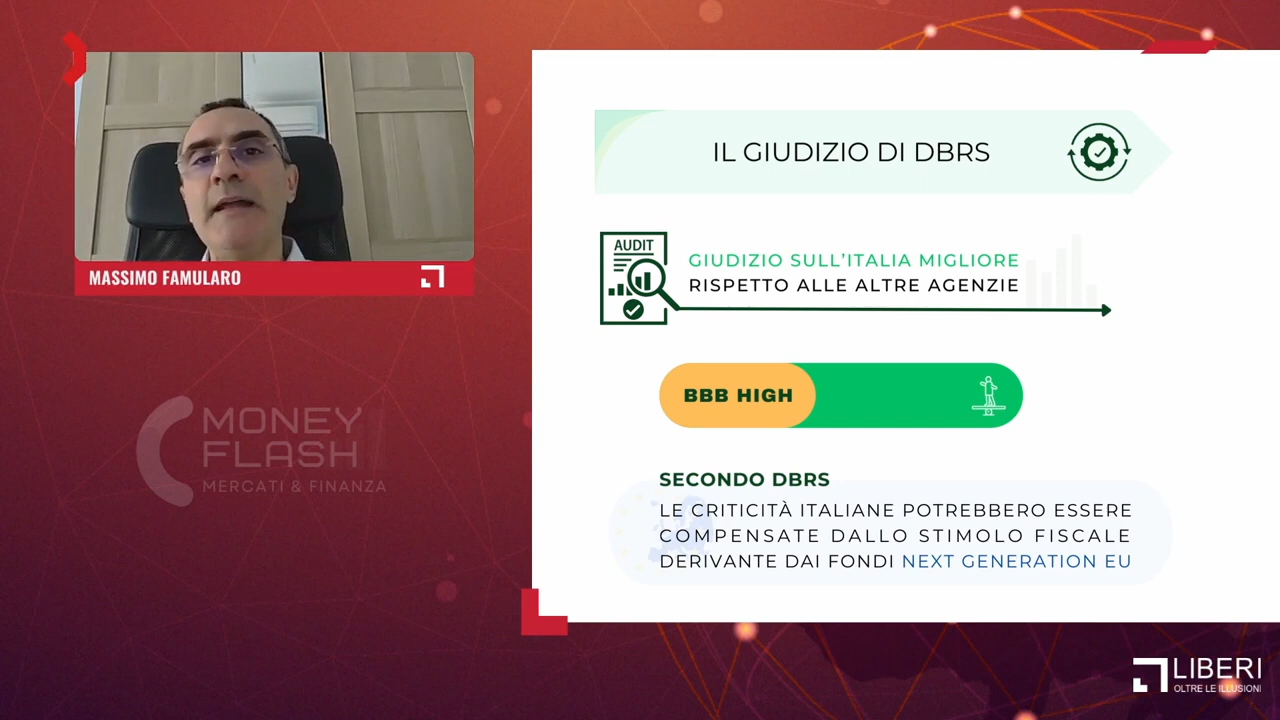 MASSIMO FAMULARO
MONEY
FLASH
MERCATI & FINANZA
IL GIUDIZIO DI DBRS
AUDIT
GIUDIZIO SULL'ITALIA MIGLIORE
RISPETTO ALLE ALTRE AGENZIE
BBB HIGH
SECONDO DBRS
LE CRITICITÀ ITALIANE POTREBBERO ESSERE
COMPENSATE DALLO STIMOLO FISCALE
DERIVANTE DAI FONDI NEXT GENERATION EU
LIBERI
OLTRE LE ILLUSIONI